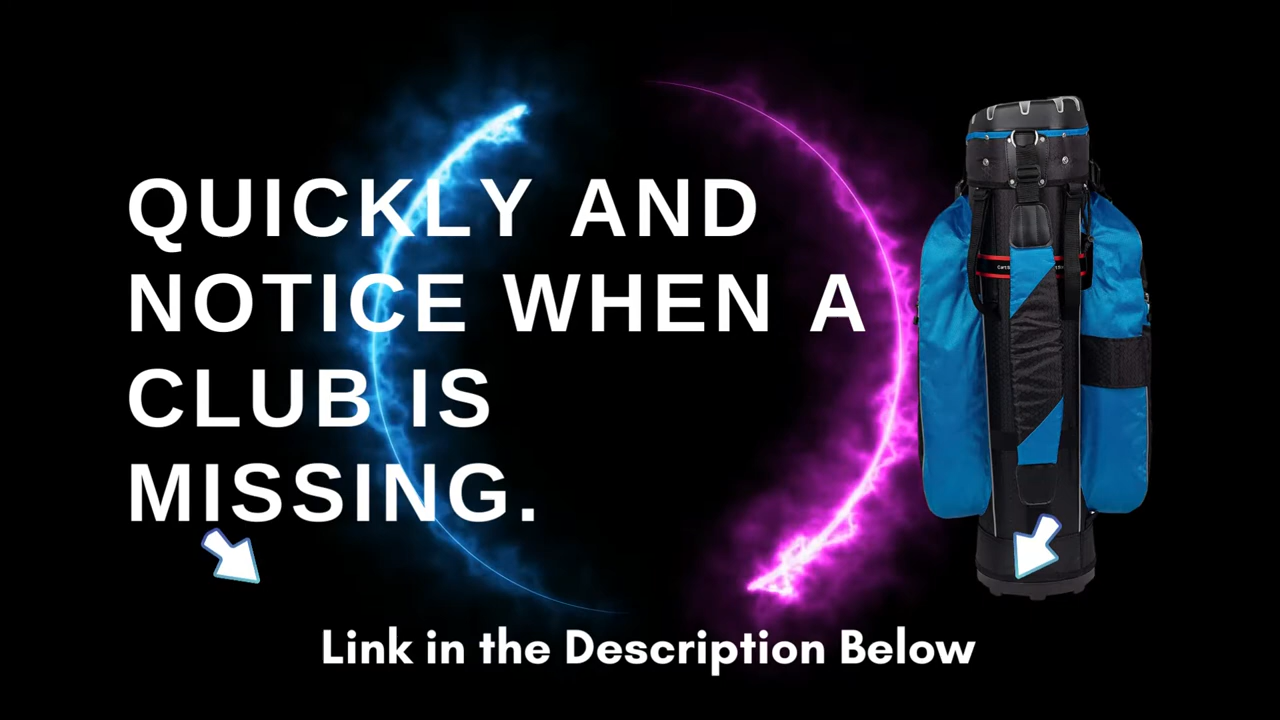 QUICKLY AND
NOTICE WHEN A
CLUB IS
MISSING.
Link in the Description Below